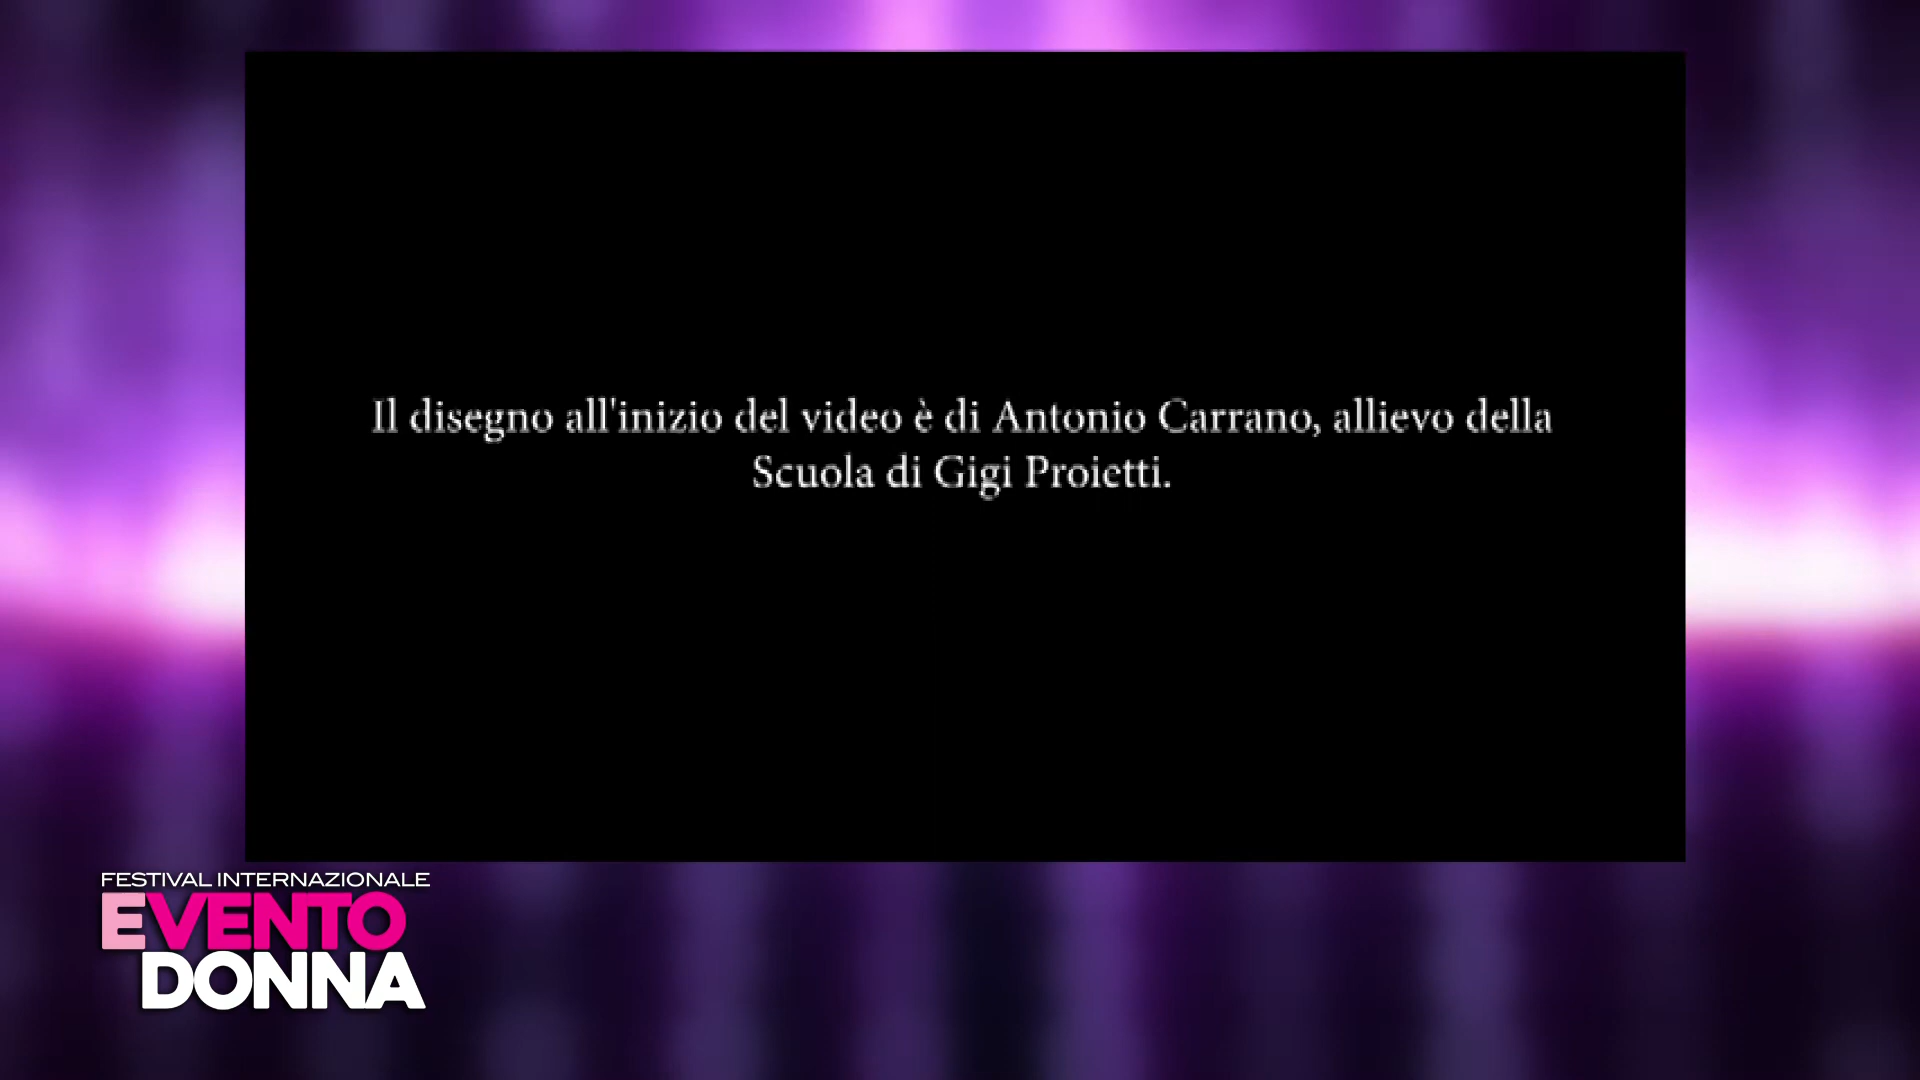 Il disegno all'inizio del video è di Antonio Carrano, allievo della
Scuola di Gigi Proietti.
FESTIVAL INTERNAZIONALE
EVENTO
DONNA